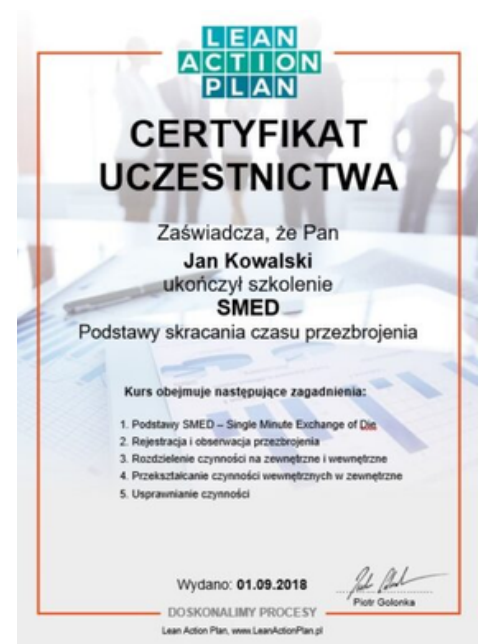 LEAN
ACTION
PLAN
CERTYFIKAT
UCZESTNICTWA
Zaświadcza, że Pan
Jan Kowalski
ukończył szkolenie
SMED
Podstawy skracania czasu przezbrojenia
Kurs obejmuje następujące zagadnienia:
1. Podstawy SMED – Single Minute Exchange of Die
2. Rejestracja i obserwacja przezbrojenia
3. Rozdzielenie czynności na zewnętrzne i wewnętrzne
4. Przekształcanie czynności wewnętrznych w zewnętrzne
5. Usprawnianie czynności
Wydano: 01.09.2018
Piotr Golonka
DOSKONALIMY PROCESY
Lean Action Plan, www.LeanActionPlan.pl